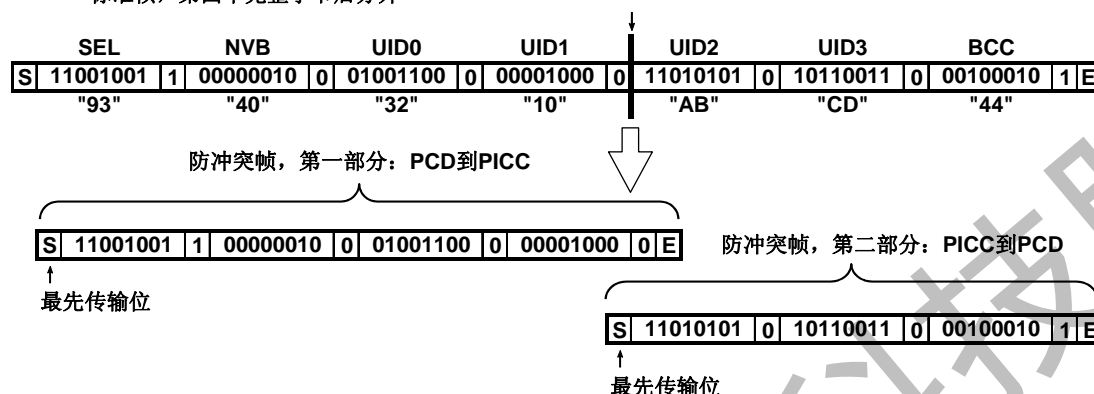 SEL NVB UID0 UID1 UID2 UID3 BCC
S 11001001 1 00000010 0 01001100 0 00001000 0 11010101 0 10110011 0 00100010 1 E
"93" "40" "32" "10" "AB" "CD" "44"
防冲突帧，第一部分：PCD到PICC
S 11001001 1 00000010 0 01001100 0 00001000 0 E
最先传输位
防冲突帧，第二部分：PICC到PCD
S 11010101 0 10110011 0 00100010 1 E
最先传输位